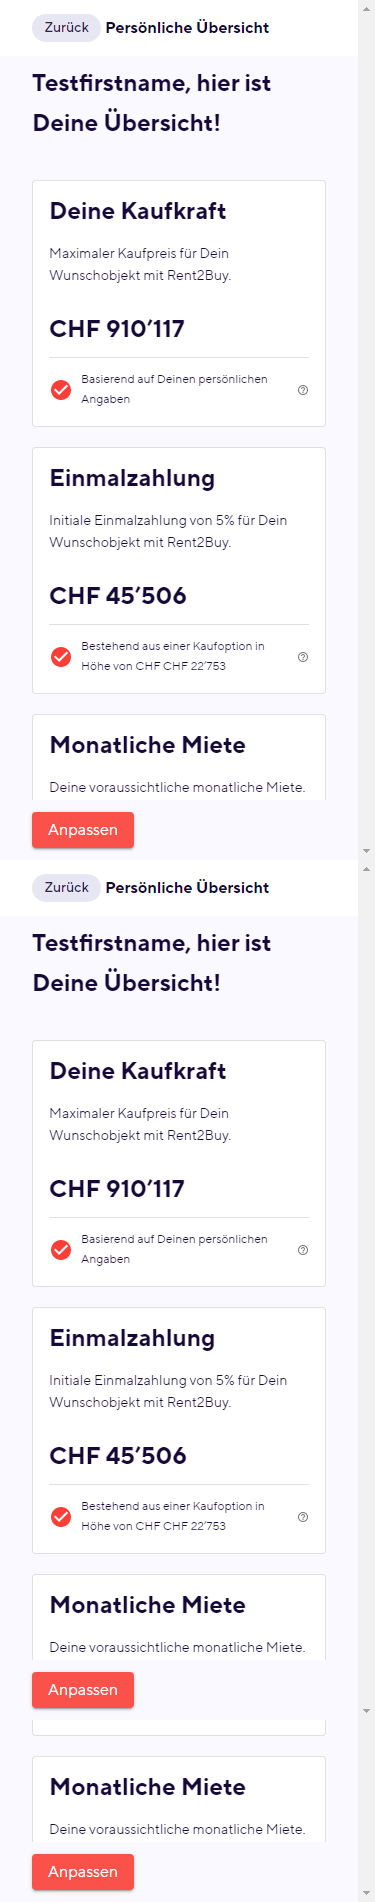 Zurück Persönliche Übersicht
Testfirstname, hier ist
Deine Übersicht!
Deine Kaufkraft
Maximaler Kaufpreis für Dein
Wunschobjekt mit Rent2Buy.
CHF 910’117
Basierend auf Deinen persönlichen
Angaben
Einmalzahlung
Initiale Einmalzahlung von 5% für Dein
Wunschobjekt mit Rent2Buy.
CHF 45’506
Bestehend aus einer Kaufoption in
Höhe von CHF CHF 22’753
Monatliche Miete
Deine voraussichtliche monatliche Miete.
Anpassen
Zurück Persönliche Übersicht
Testfirstname, hier ist
Deine Übersicht!
Deine Kaufkraft
Maximaler Kaufpreis für Dein
Wunschobjekt mit Rent2Buy.
CHF 910’117
Basierend auf Deinen persönlichen
Angaben
Einmalzahlung
Initiale Einmalzahlung von 5% für Dein
Wunschobjekt mit Rent2Buy.
CHF 45’506
Bestehend aus einer Kaufoption in
Höhe von CHF CHF 22’753
Monatliche Miete
Deine voraussichtliche monatliche Miete.
Anpassen
Monatliche Miete
Deine voraussichtliche monatliche Miete.
Anpassen